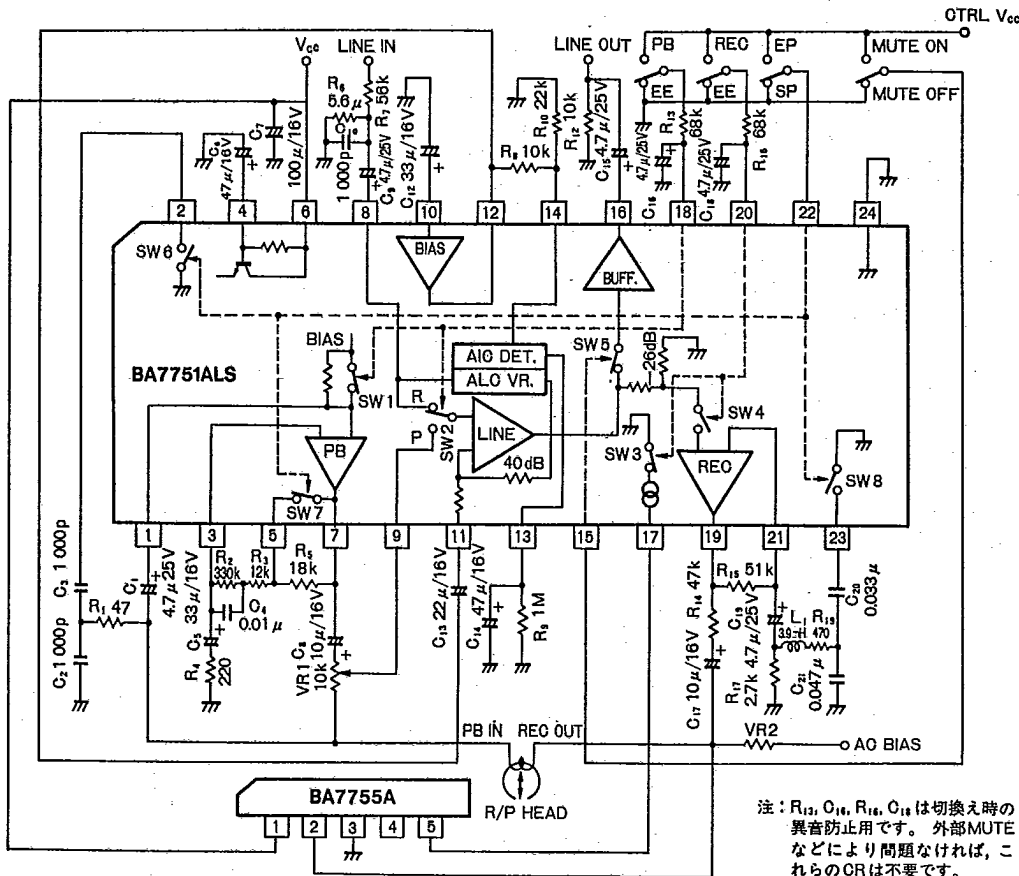 CTRL Vcc
Vcc
LINE IN
LINE OUT
PB
REC
EP
MUTE ON
EE
EE
SP
MUTE OFF
C7
100μ/16V
C6
47μ/16V
R6
5.6μ
R7 56k
C10
1000p
C9 4.7μ/25V
C12 33μ/16V
R8 10k
R10 22k
R12 10k
C15 4.7μ/25V
R13
68k
4.7μ/25V
C16
68k
R16
C18 4.7μ/25V
2
4
6
8
10
12
14
16
18
20
22
24
SW6
BIAS
BUFF.
BIAS
BA7751ALS
SW1
AIC DET.
ALC VR.
R
P
SW2
LINE
40dB
SW5
26dB
SW4
SW3
REC
SW8
PB
SW7
1
3
5
7
9
11
13
15
17
19
21
23
C3 1000p
C2 1000p
R1 47
C1
4.7μ 25V
33μ/16V
R2
330k
R3
12k
C4
0.01μ
R5
18k
C5
R4
220
C8 10μ/16V
VR1
10k
C13 22μ/16V
C14 47μ/16V
R9 1M
R14 47k
R15 51k
C17 10μ/16V
C19
4.7μ/25V
R17
2.7k
L1
3.9mH
R19
470
C20
0.033μ
C21
0.047μ
PB IN
REC OUT
VR2
AC BIAS
R/P HEAD
BA7755A
1
2
3
4
5
注：R13, C16, R16, C18は切換え時の
異音防止用です。 外部MUTE
などにより問題なければ，こ
れらのCRは不要です。